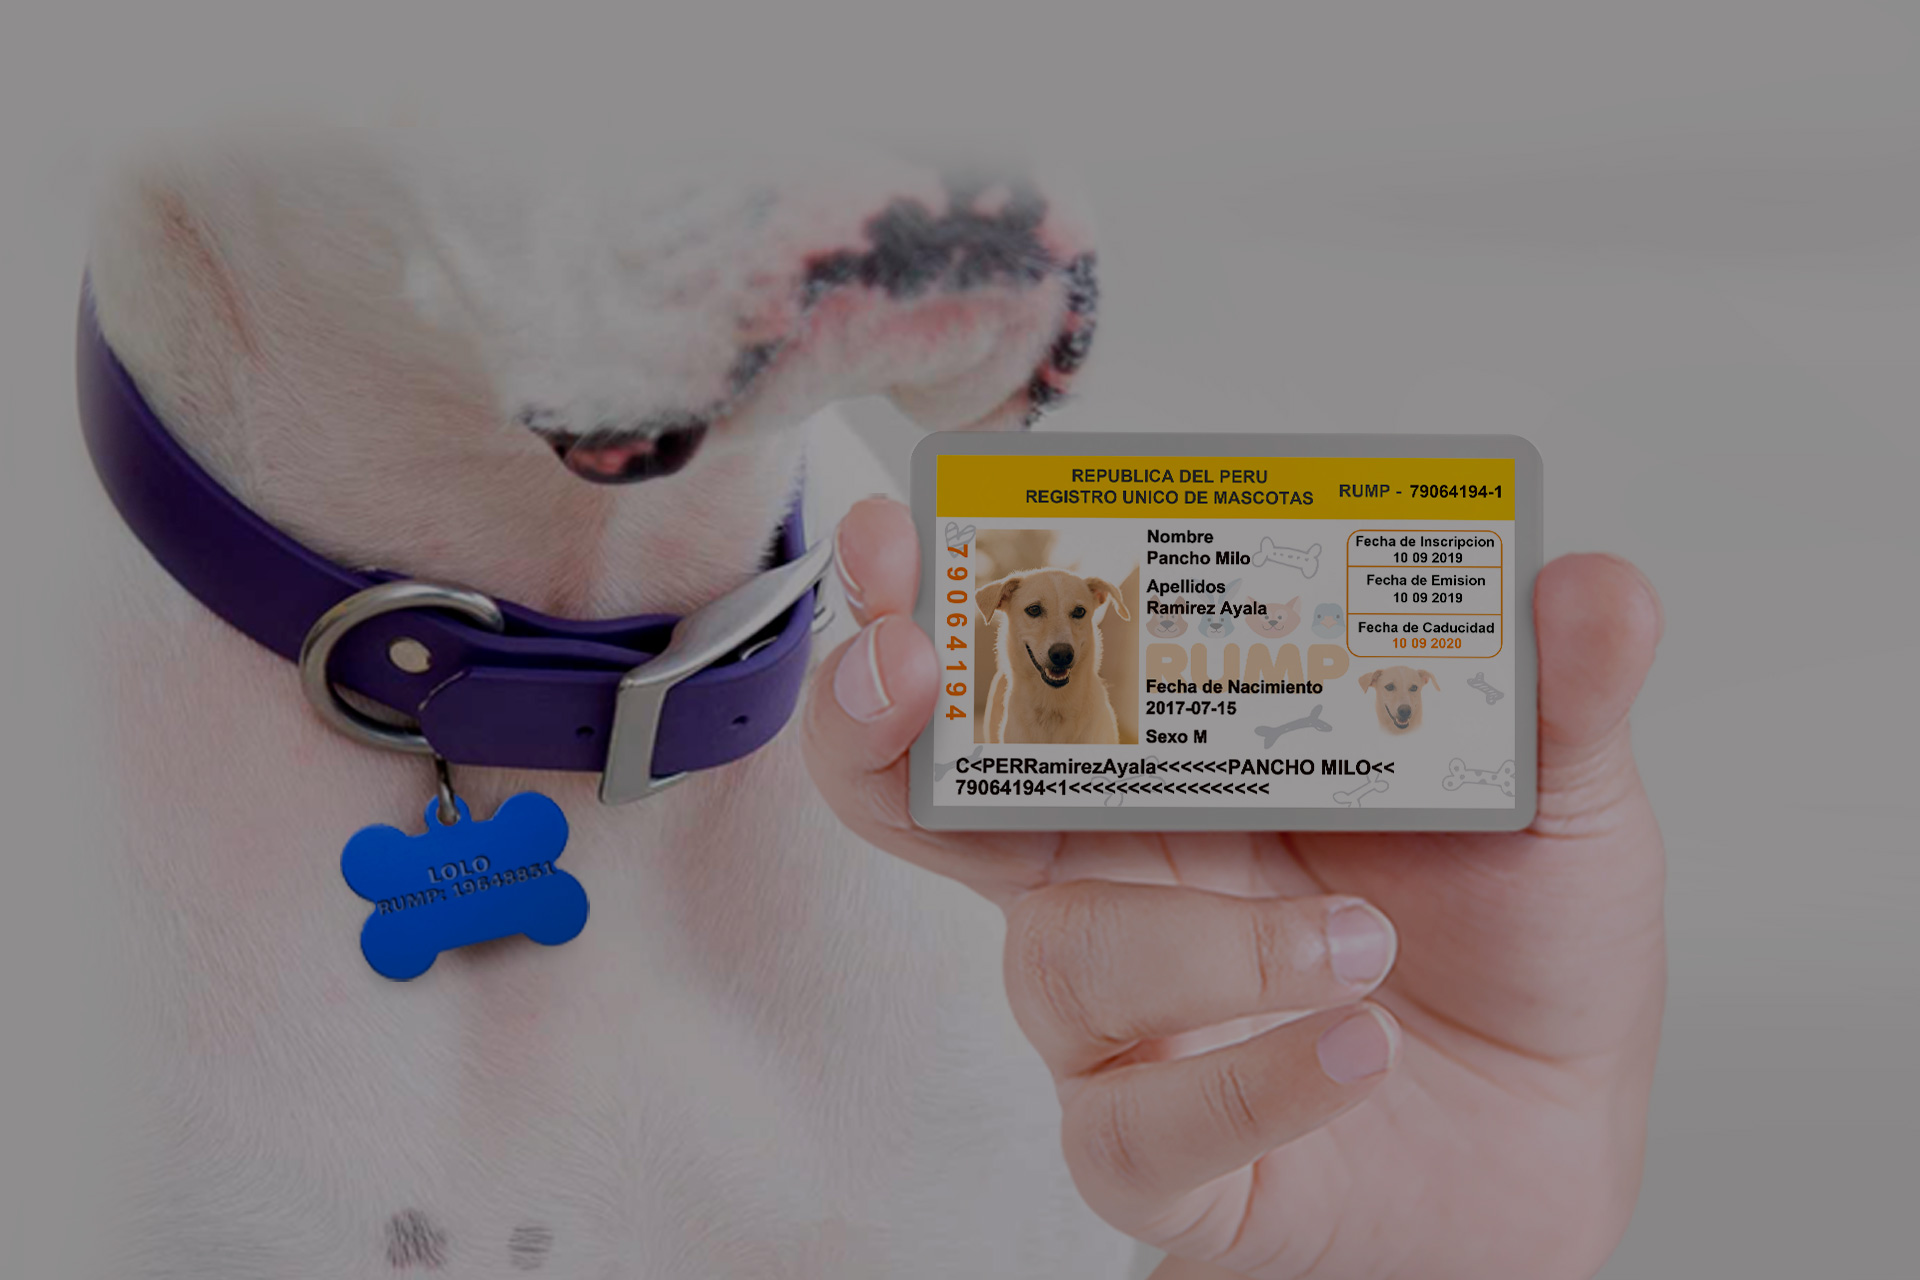 REPUBLICA DEL PERU
REGISTRO UNICO DE MASCOTAS
RUMP - 79064194-1
79064194
Nombre
Pancho Milo
Apellidos
Ramirez Ayala
RUMP
Fecha de Nacimiento
2017-07-15
Sexo M
Fecha de Inscripcion
10 09 2019
Fecha de Emision
10 09 2019
Fecha de Caducidad
10 09 2020
C<PERRamirezAyala<<<<<<PANCHO MILO<<
79064194<1<<<<<<<<<<<<<<<<<
LOLO
RUMP: 19648831